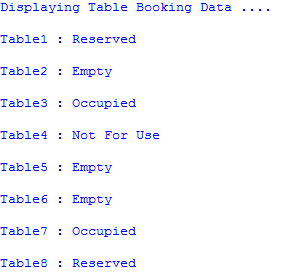 Displaying Table Booking Data ....
Table1 : Reserved
Table2 : Empty
Table3 : Occupied
Table4 : Not For Use
Table5 : Empty
Table6 : Empty
Table7 : Occupied
Table8 : Reserved